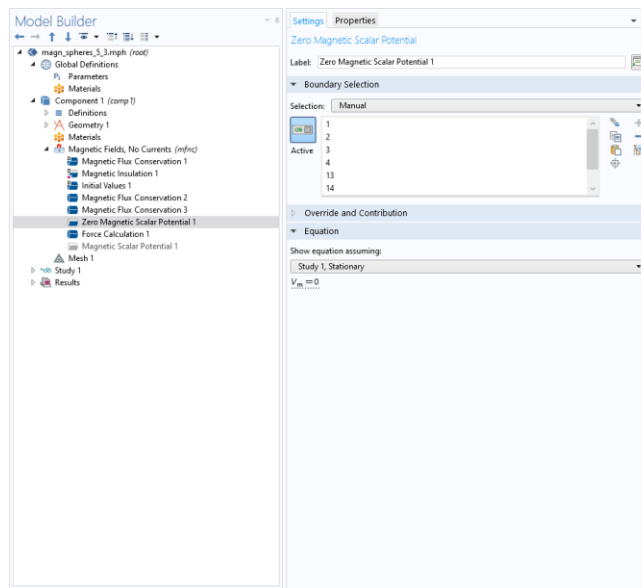 Model Builder
magn_spheres_5_3.mph (root)
Global Definitions
Pi Parameters
Materials
Component 1 (comp1)
Definitions
Geometry 1
Materials
Magnetic Fields, No Currents (mfnc)
Magnetic Flux Conservation 1
Magnetic Insulation 1
Initial Values 1
Magnetic Flux Conservation 2
Magnetic Flux Conservation 3
Zero Magnetic Scalar Potential 1
Force Calculation 1
Magnetic Scalar Potential 1
Mesh 1
Study 1
Results
Settings Properties
Zero Magnetic Scalar Potential
Label: Zero Magnetic Scalar Potential 1
Boundary Selection
Selection: Manual
Active
1
2
3
4
13
14
Override and Contribution
Equation
Show equation assuming:
Study 1, Stationary
Vm = 0